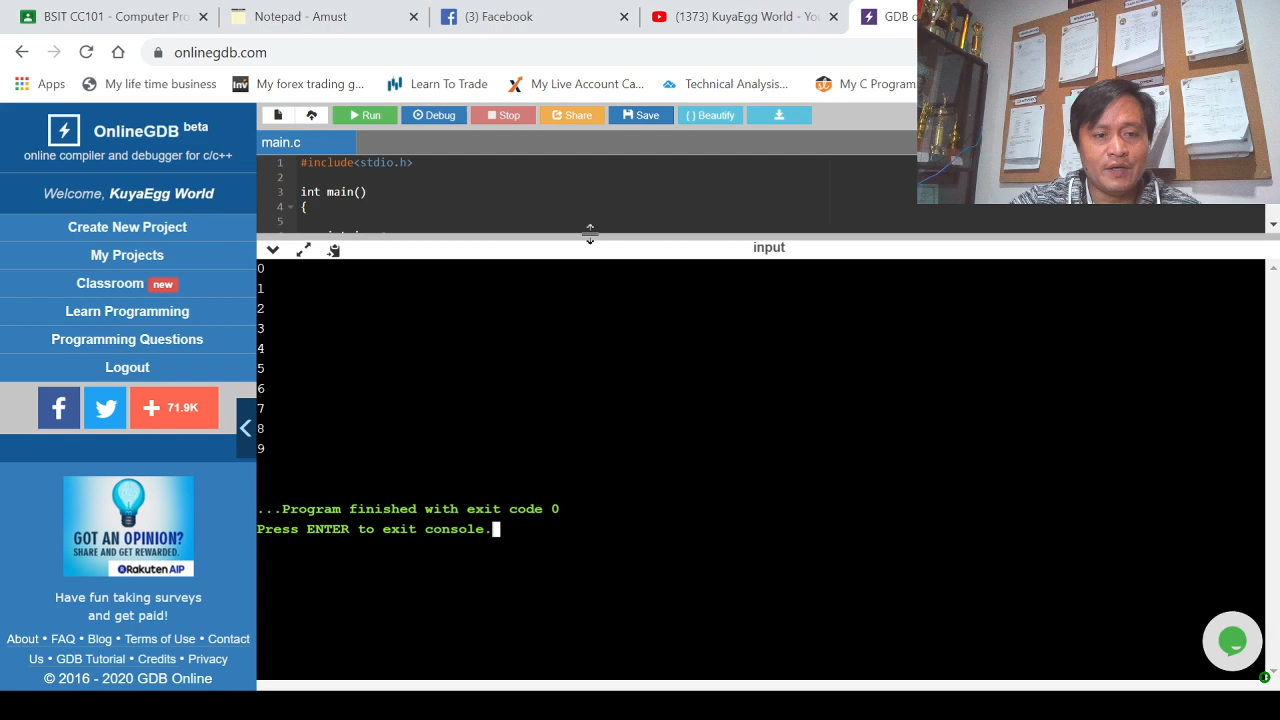 BSIT CC101 - Computer Pro
Notepad - Amust
(3) Facebook
(1373) KuyaEgg World - Yo
GDB o
onlinegdb.com
Apps
My life time business
Inv
My forex trading g...
Learn To Trade
My Live Account Ca...
Technical Analysis...
My C Program
OnlineGDB beta
online compiler and debugger for c/c++
Welcome, KuyaEgg World
Create New Project
My Projects
Classroom new
Learn Programming
Programming Questions
Logout
71.9K
GOT AN OPINION?
SHARE AND GET REWARDED.
Rakuten AIP
Have fun taking surveys
and get paid!
About • FAQ • Blog • Terms of Use • Contact
Us • GDB Tutorial • Credits • Privacy
© 2016 - 2020 GDB Online
Run
Debug
Stop
Share
Save
{ } Beautify
main.c
1 #include<stdio.h>
2
3 int main()
4 {
5
input
0
1
2
3
4
5
6
7
8
9
...Program finished with exit code 0
Press ENTER to exit console.